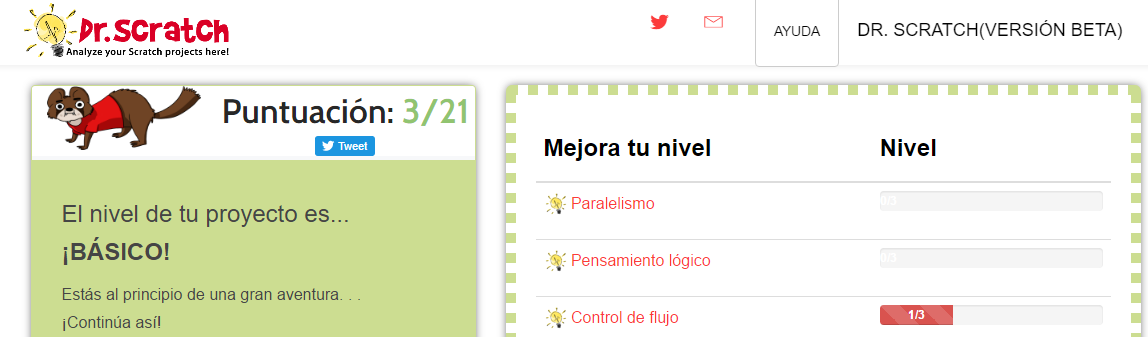 Dr.Scratch
Analyze your Scratch projects here!
AYUDA
DR. SCRATCH(VERSIÓN BETA)
Puntuación: 3/21
Tweet
El nivel de tu proyecto es...
¡BÁSICO!
Estás al principio de una gran aventura. . .
¡Continúa así!
Mejora tu nivel
Nivel
Paralelismo
0/3
Pensamiento lógico
0/3
Control de flujo
1/3